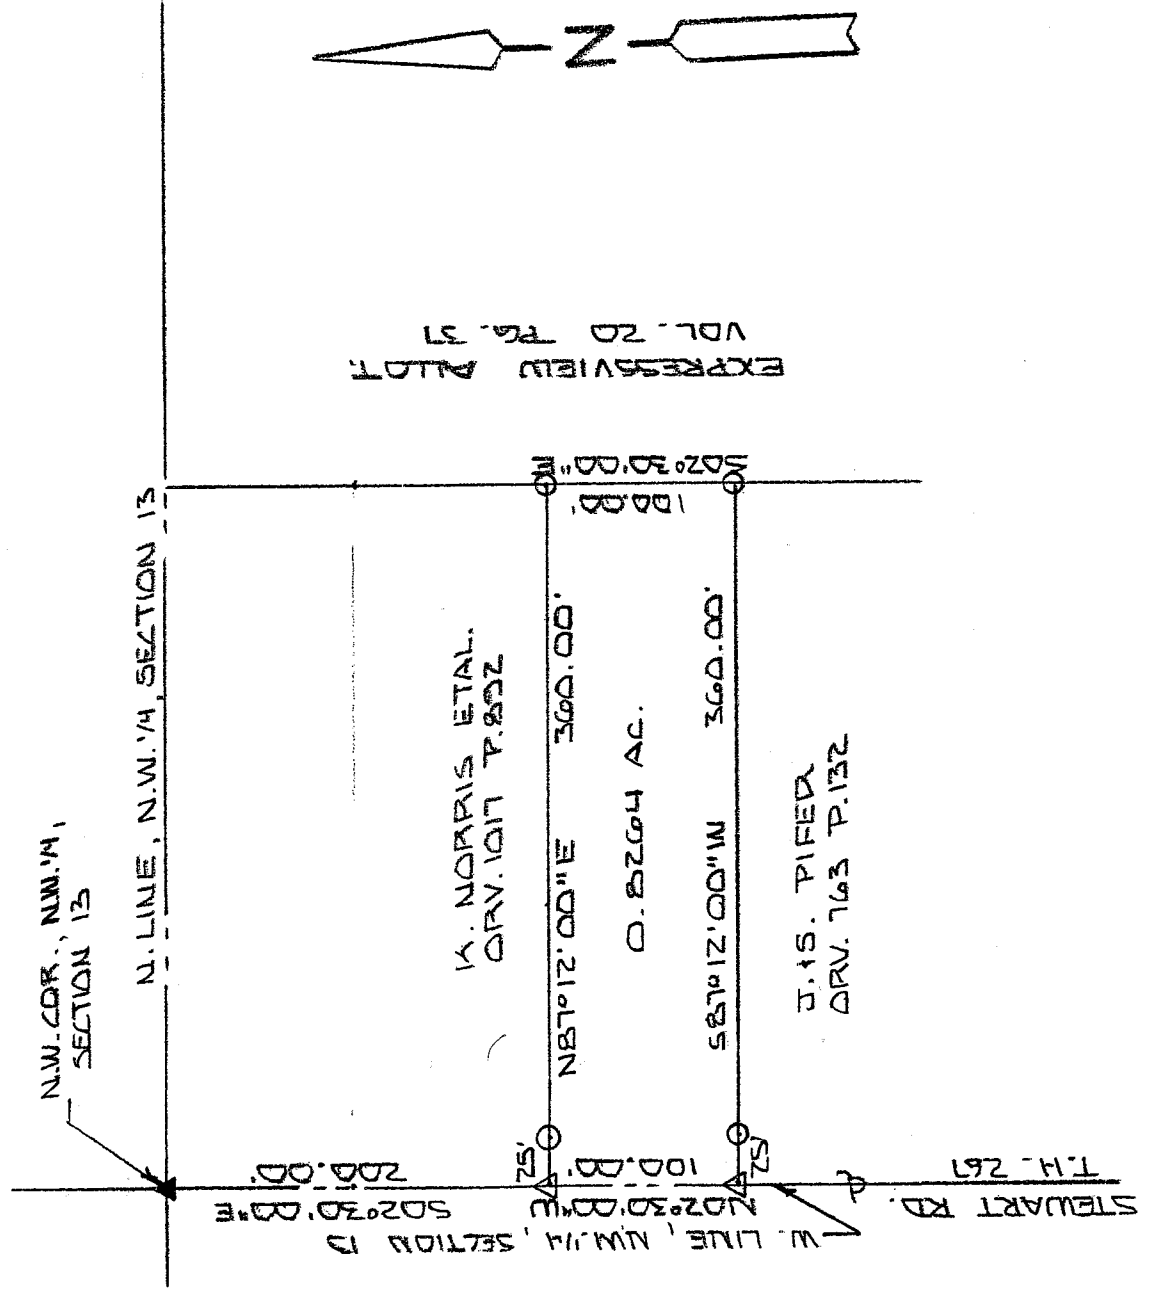 N
EXPRESSVIEW ALLOT.
VOL. 20 PG. 37
N. LINE, N.W. 1/4, SECTION 13
N.W. COR., N.W. 1/4,
SECTION 13
S02°30'00"E
100.00'
K. NORRIS ETAL.
ORV. 1017 P.892
N87°12'00"E 360.00'
0.8264 AC.
S87°12'00"W 360.00'
J. & S. PIFER
ORV. 763 P.132
25'
25'
200.00'
S02°30'00"E
100.00'
N02°30'00"W
W. LINE, N.W. 1/4, SECTION 13
STEWART RD.
T.H. 267